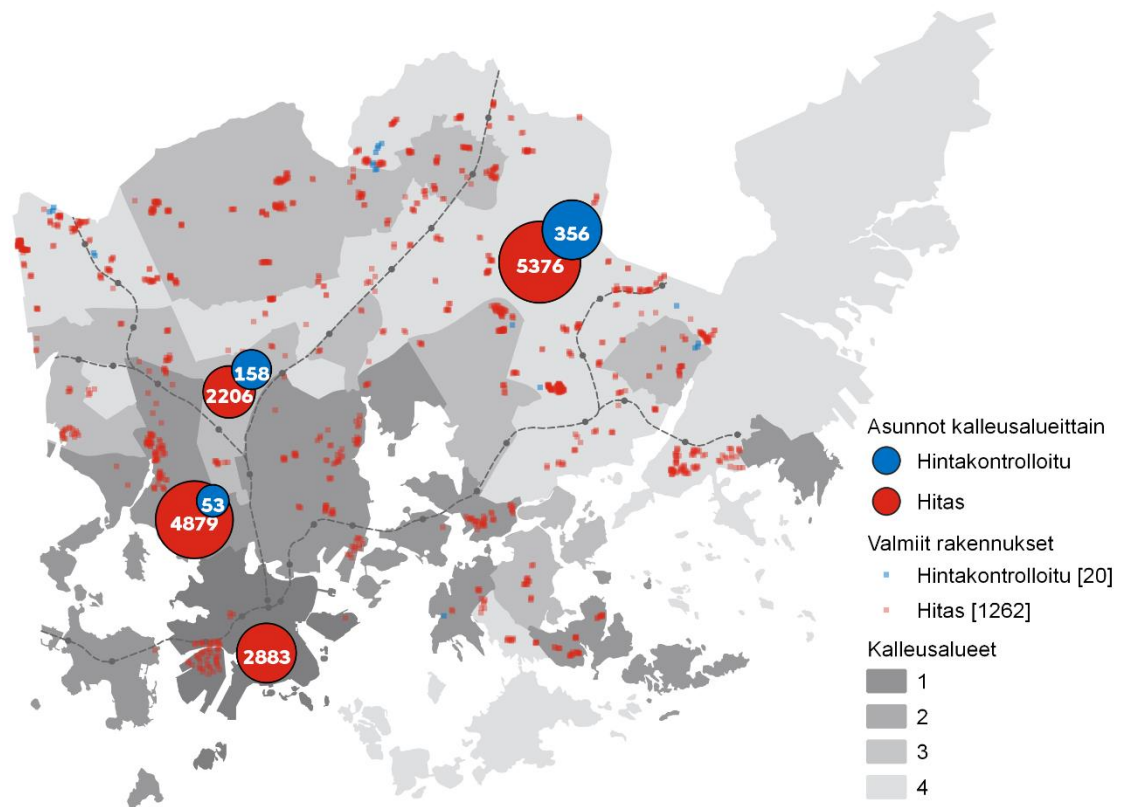 356
5376
158
2206
53
4879
2883
Asunnot kalleusalueittain
Hintakontrolloitu
Hitas
Valmiit rakennukset
Hintakontrolloitu [20]
Hitas [1262]
Kalleusalueet
1
2
3
4